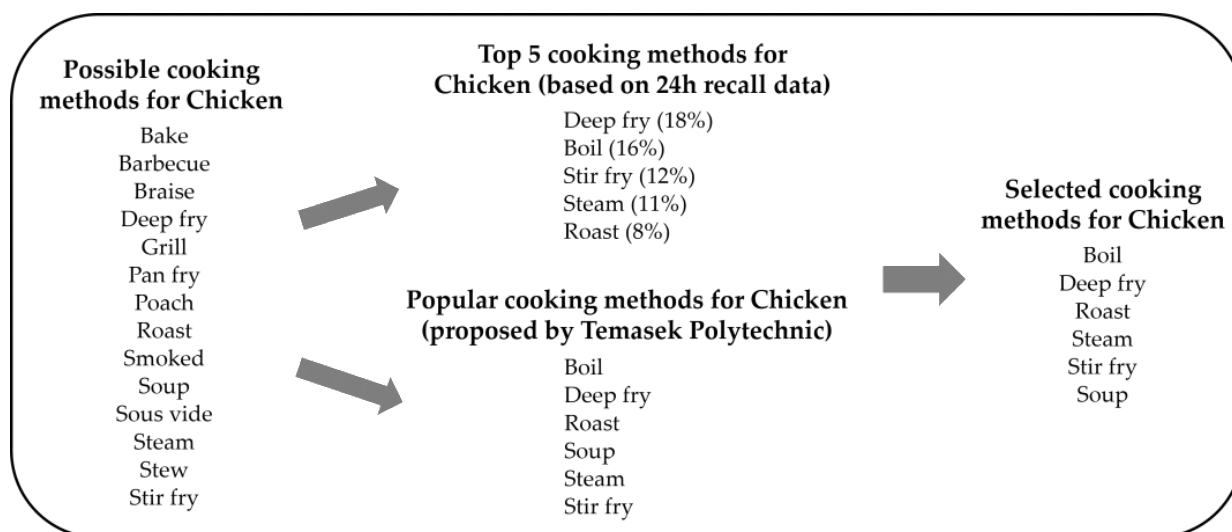 Possible cooking
methods for Chicken
Bake
Barbecue
Braise
Deep fry
Grill
Pan fry
Poach
Roast
Smoked
Soup
Sous vide
Steam
Stew
Stir fry
Top 5 cooking methods for
Chicken (based on 24h recall data)
Deep fry (18%)
Boil (16%)
Stir fry (12%)
Steam (11%)
Roast (8%)
Popular cooking methods for Chicken
(proposed by Temasek Polytechnic)
Boil
Deep fry
Roast
Soup
Steam
Stir fry
Selected cooking
methods for Chicken
Boil
Deep fry
Roast
Steam
Stir fry
Soup